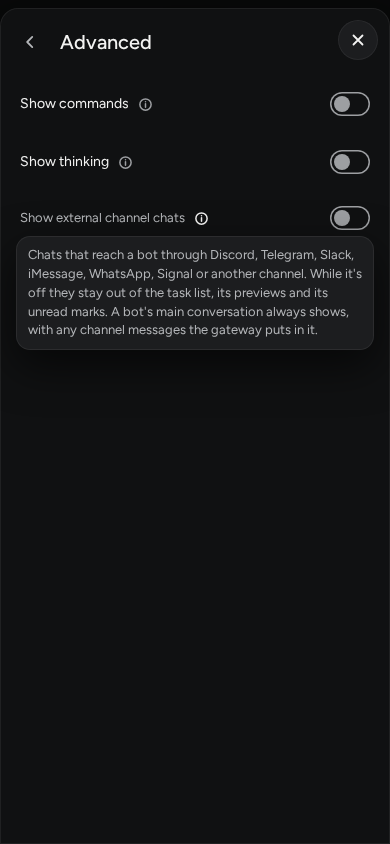 Advanced
Show commands
Show thinking
Show external channel chats
Chats that reach a bot through Discord, Telegram, Slack,
iMessage, WhatsApp, Signal or another channel. While it's
off they stay out of the task list, its previews and its
unread marks. A bot's main conversation always shows,
with any channel messages the gateway puts in it.